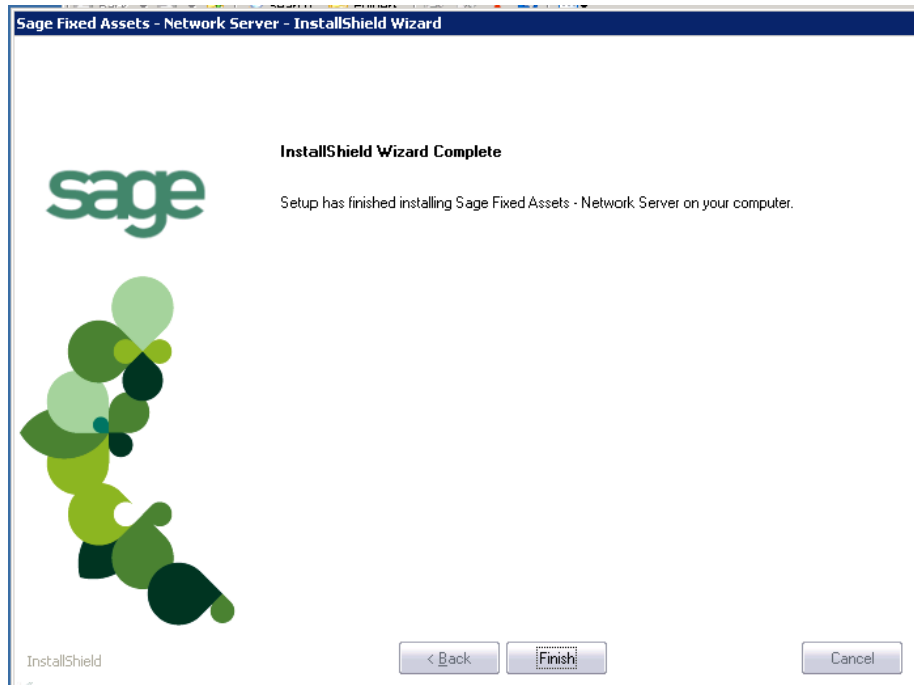 Sage Fixed Assets - Network Server - InstallShield Wizard
InstallShield Wizard Complete
sage
Setup has finished installing Sage Fixed Assets - Network Server on your computer.
InstallShield
< Back
Finish
Cancel